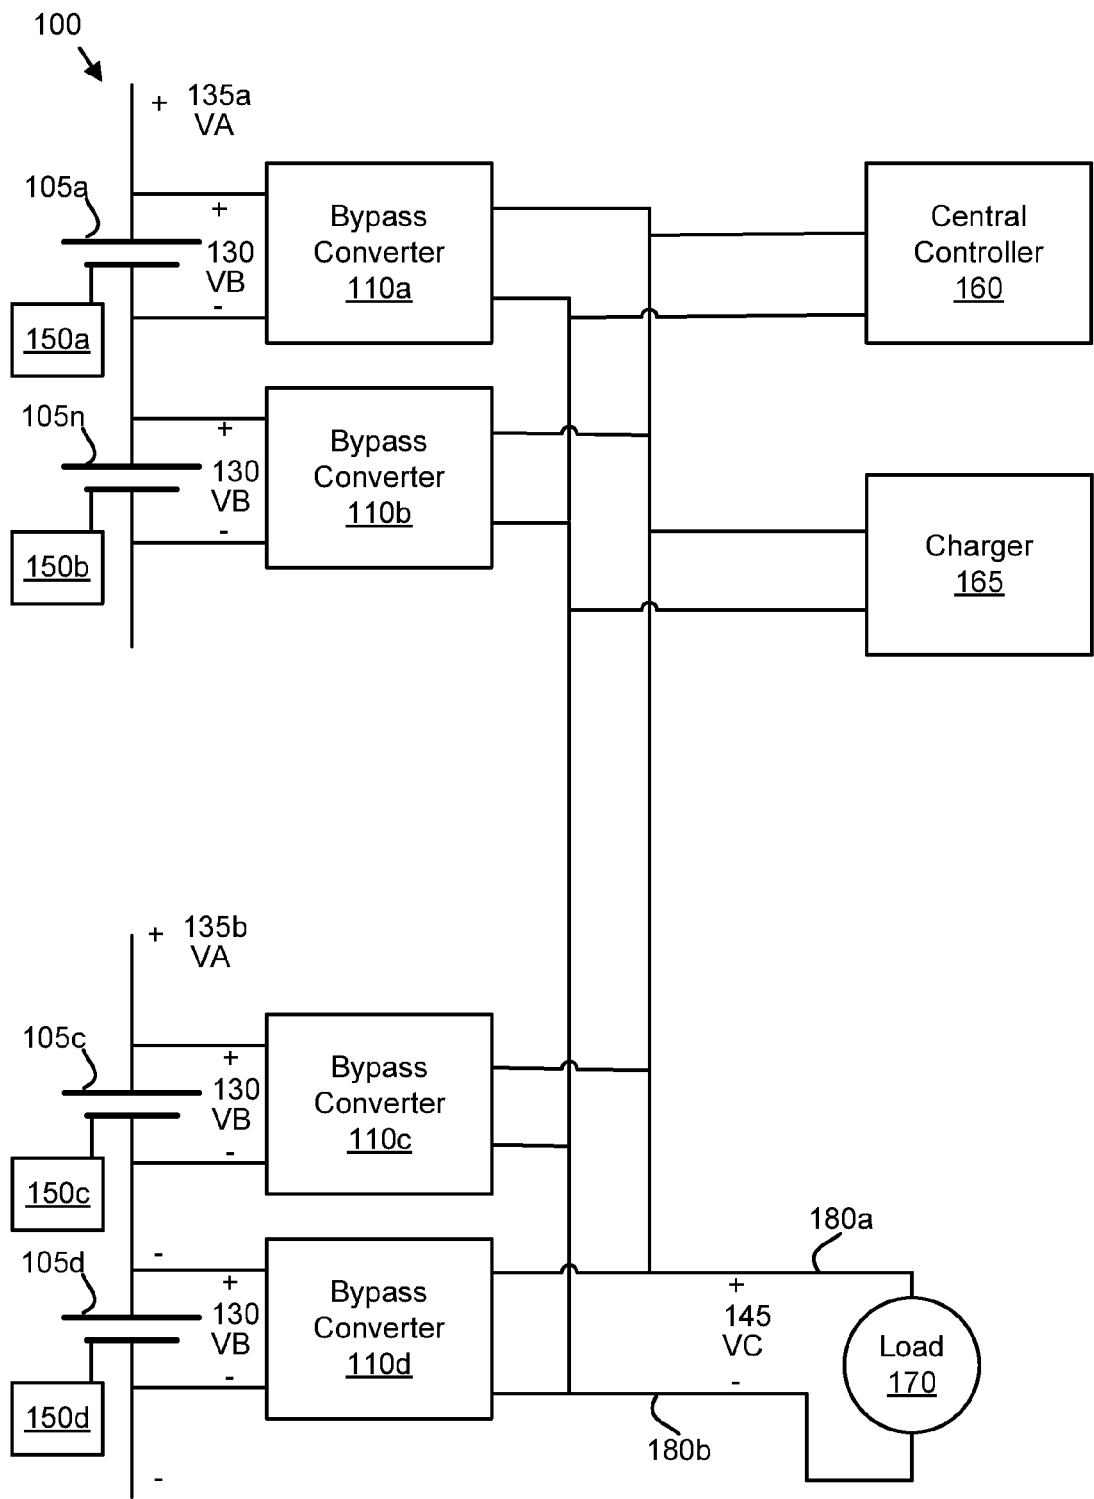 100
+ 135a
VA
105a
+
130
VB
-
150a
Bypass
Converter
110a
Central
Controller
160
105n
+
130
VB
-
150b
Bypass
Converter
110b
Charger
165
+ 135b
VA
105c
+
130
VB
-
150c
Bypass
Converter
110c
-
105d
+
130
VB
-
150d
Bypass
Converter
110d
-
180a
+
145
VC
-
180b
Load
170